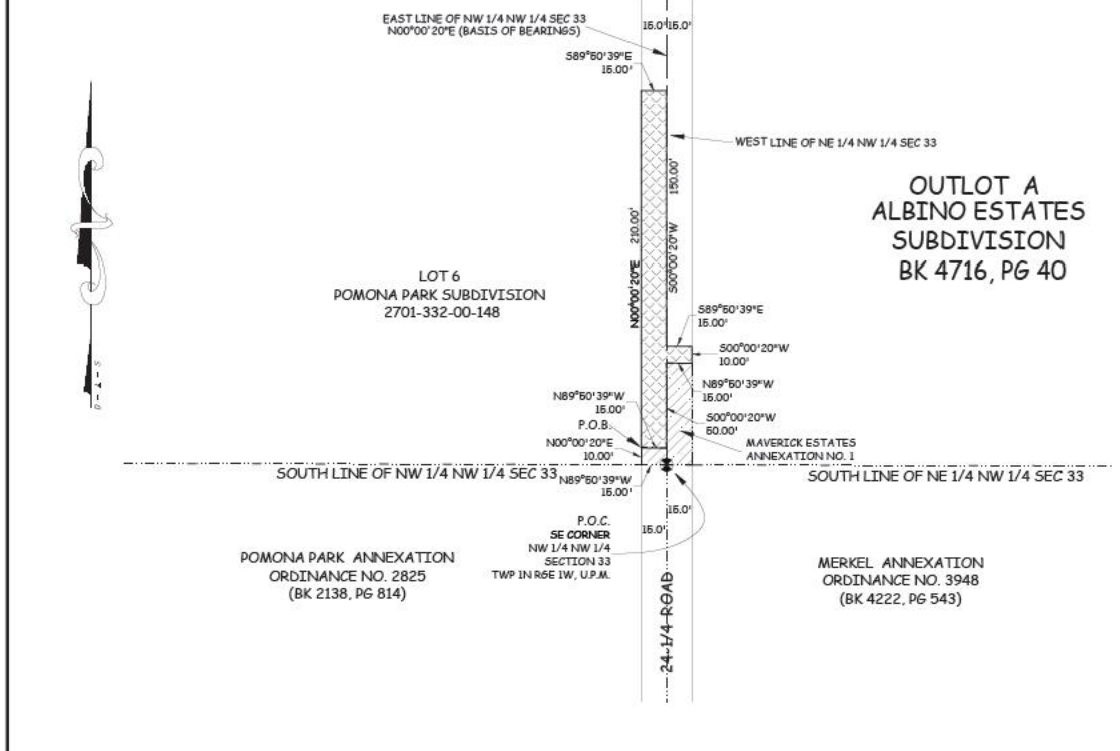 EAST LINE OF NW 1/4 NW 1/4 SEC 33
N00°00'20"E (BASIS OF BEARINGS)
15.0'
15.0'
S89°50'39"E
15.00'
WEST LINE OF NE 1/4 NW 1/4 SEC 33
150.00'
S00°00'20"W
N00°00'20"E 210.00'
OUTLOT A
ALBINO ESTATES
SUBDIVISION
BK 4716, PG 40
LOT 6
POMONA PARK SUBDIVISION
2701-332-00-148
S89°50'39"E
15.00'
S00°00'20"W
10.00'
N89°50'39"W
15.00'
N89°50'39"W
15.00'
P.O.B.
S00°00'20"W
50.00'
N00°00'20"E
10.00'
MAVERICK ESTATES
ANNEXATION NO. 1
SOUTH LINE OF NW 1/4 NW 1/4 SEC 33
N89°50'39"W
15.00'
SOUTH LINE OF NE 1/4 NW 1/4 SEC 33
15.0'
15.0'
P.O.C.
SE CORNER
NW 1/4 NW 1/4
SECTION 33
TWP 1N RGE 1W, U.P.M.
POMONA PARK ANNEXATION
ORDINANCE NO. 2825
(BK 2138, PG 814)
MERKEL ANNEXATION
ORDINANCE NO. 3948
(BK 4222, PG 543)
24-1/4 ROAD